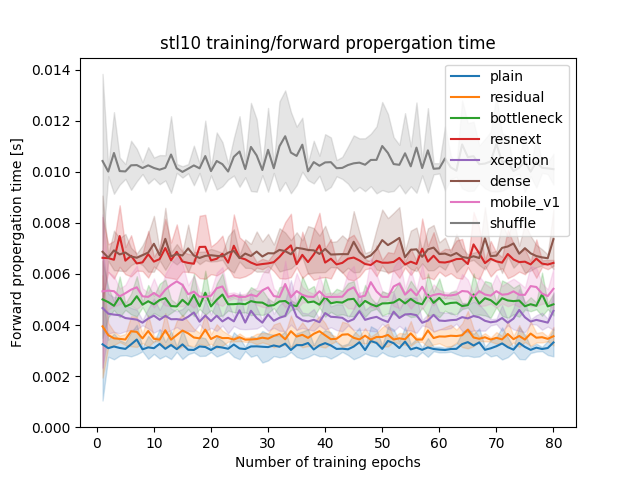 stl10 training/forward propergation time
Forward propergation time [s]
0.014
0.012
0.010
0.008
0.006
0.004
0.002
0.000
plain
residual
bottleneck
resnext
xception
dense
mobile_v1
shuffle
0 10 20 30 40 50 60 70 80
Number of training epochs